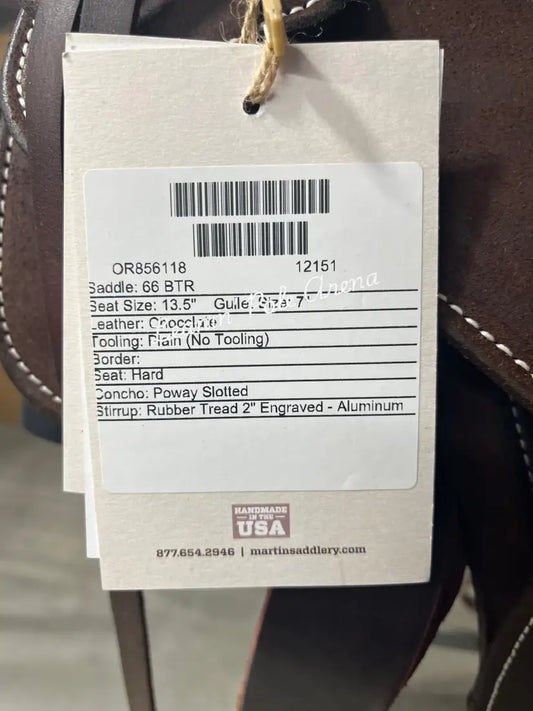 OR856118 12151
Saddle: 66 BTR
Seat Size: 13.5" Gullet Size: 7"
Leather: Chocolate
Tooling: Plain (No Tooling)
Border:
Seat: Hard
Concho: Poway Slotted
Stirrup: Rubber Tread 2" Engraved - Aluminum
Arena
HANDMADE
IN THE
USA
877.654.2946 | martinsaddlery.com